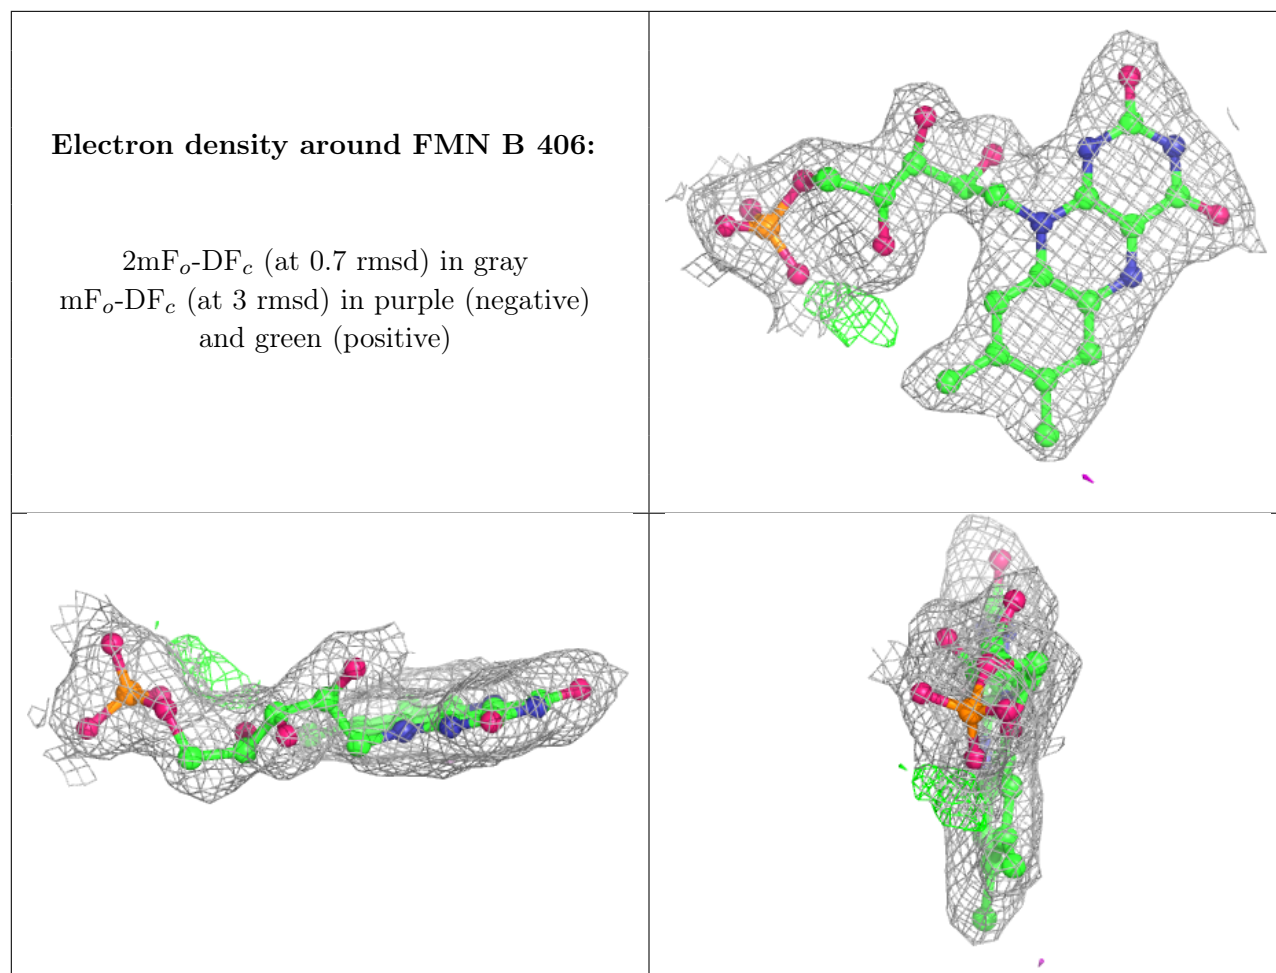 Electron density around FMN B 406:
2mFo-DFc (at 0.7 rmsd) in gray
mFo-DFc (at 3 rmsd) in purple (negative)
and green (positive)